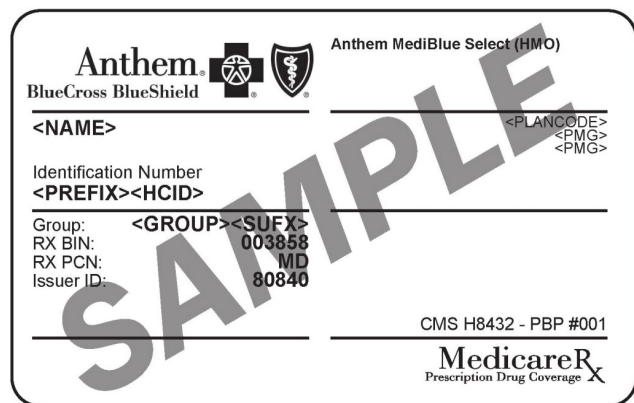 Anthem
BlueCross BlueShield
Anthem MediBlue Select (HMO)
<NAME>
<PLANCODE>
<PMG>
<PMG>
Identification Number
<PREFIX><HCID>
Group: <GROUP><SUFX>
RX BIN: 003858
RX PCN: MD
Issuer ID: 80840
CMS H8432 - PBP #001
MedicareRx
Prescription Drug Coverage
SAMPLE